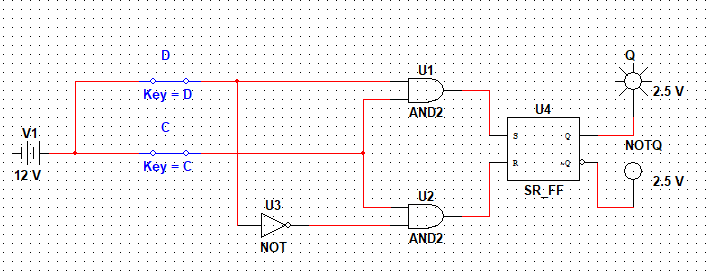 D
Key = D
C
Key = C
V1
12 V
U3
NOT
U1
AND2
U2
AND2
U4
S
Q
R
~Q
SR_FF
Q
2.5 V
NOTQ
2.5 V